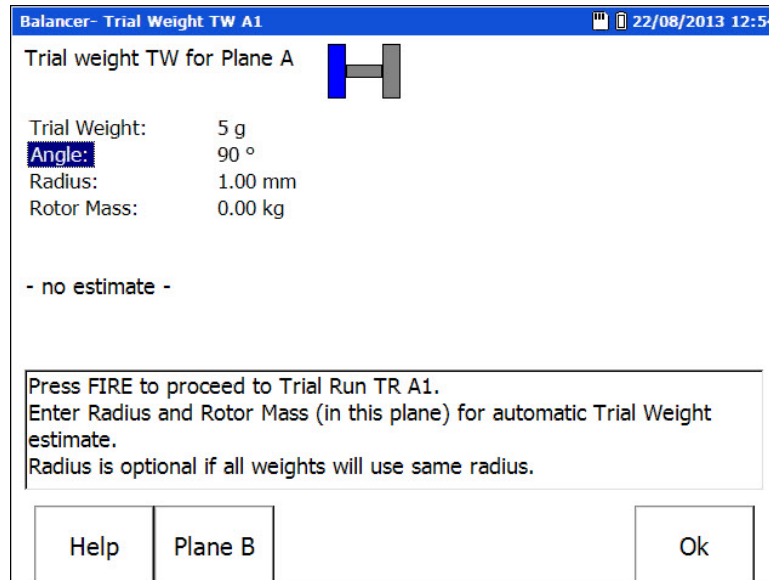 Balancer- Trial Weight TW A1 22/08/2013 12:54
Trial weight TW for Plane A
Trial Weight: 5 g
Angle: 90 °
Radius: 1.00 mm
Rotor Mass: 0.00 kg
- no estimate -
Press FIRE to proceed to Trial Run TR A1.
Enter Radius and Rotor Mass (in this plane) for automatic Trial Weight
estimate.
Radius is optional if all weights will use same radius.
Help Plane B Ok